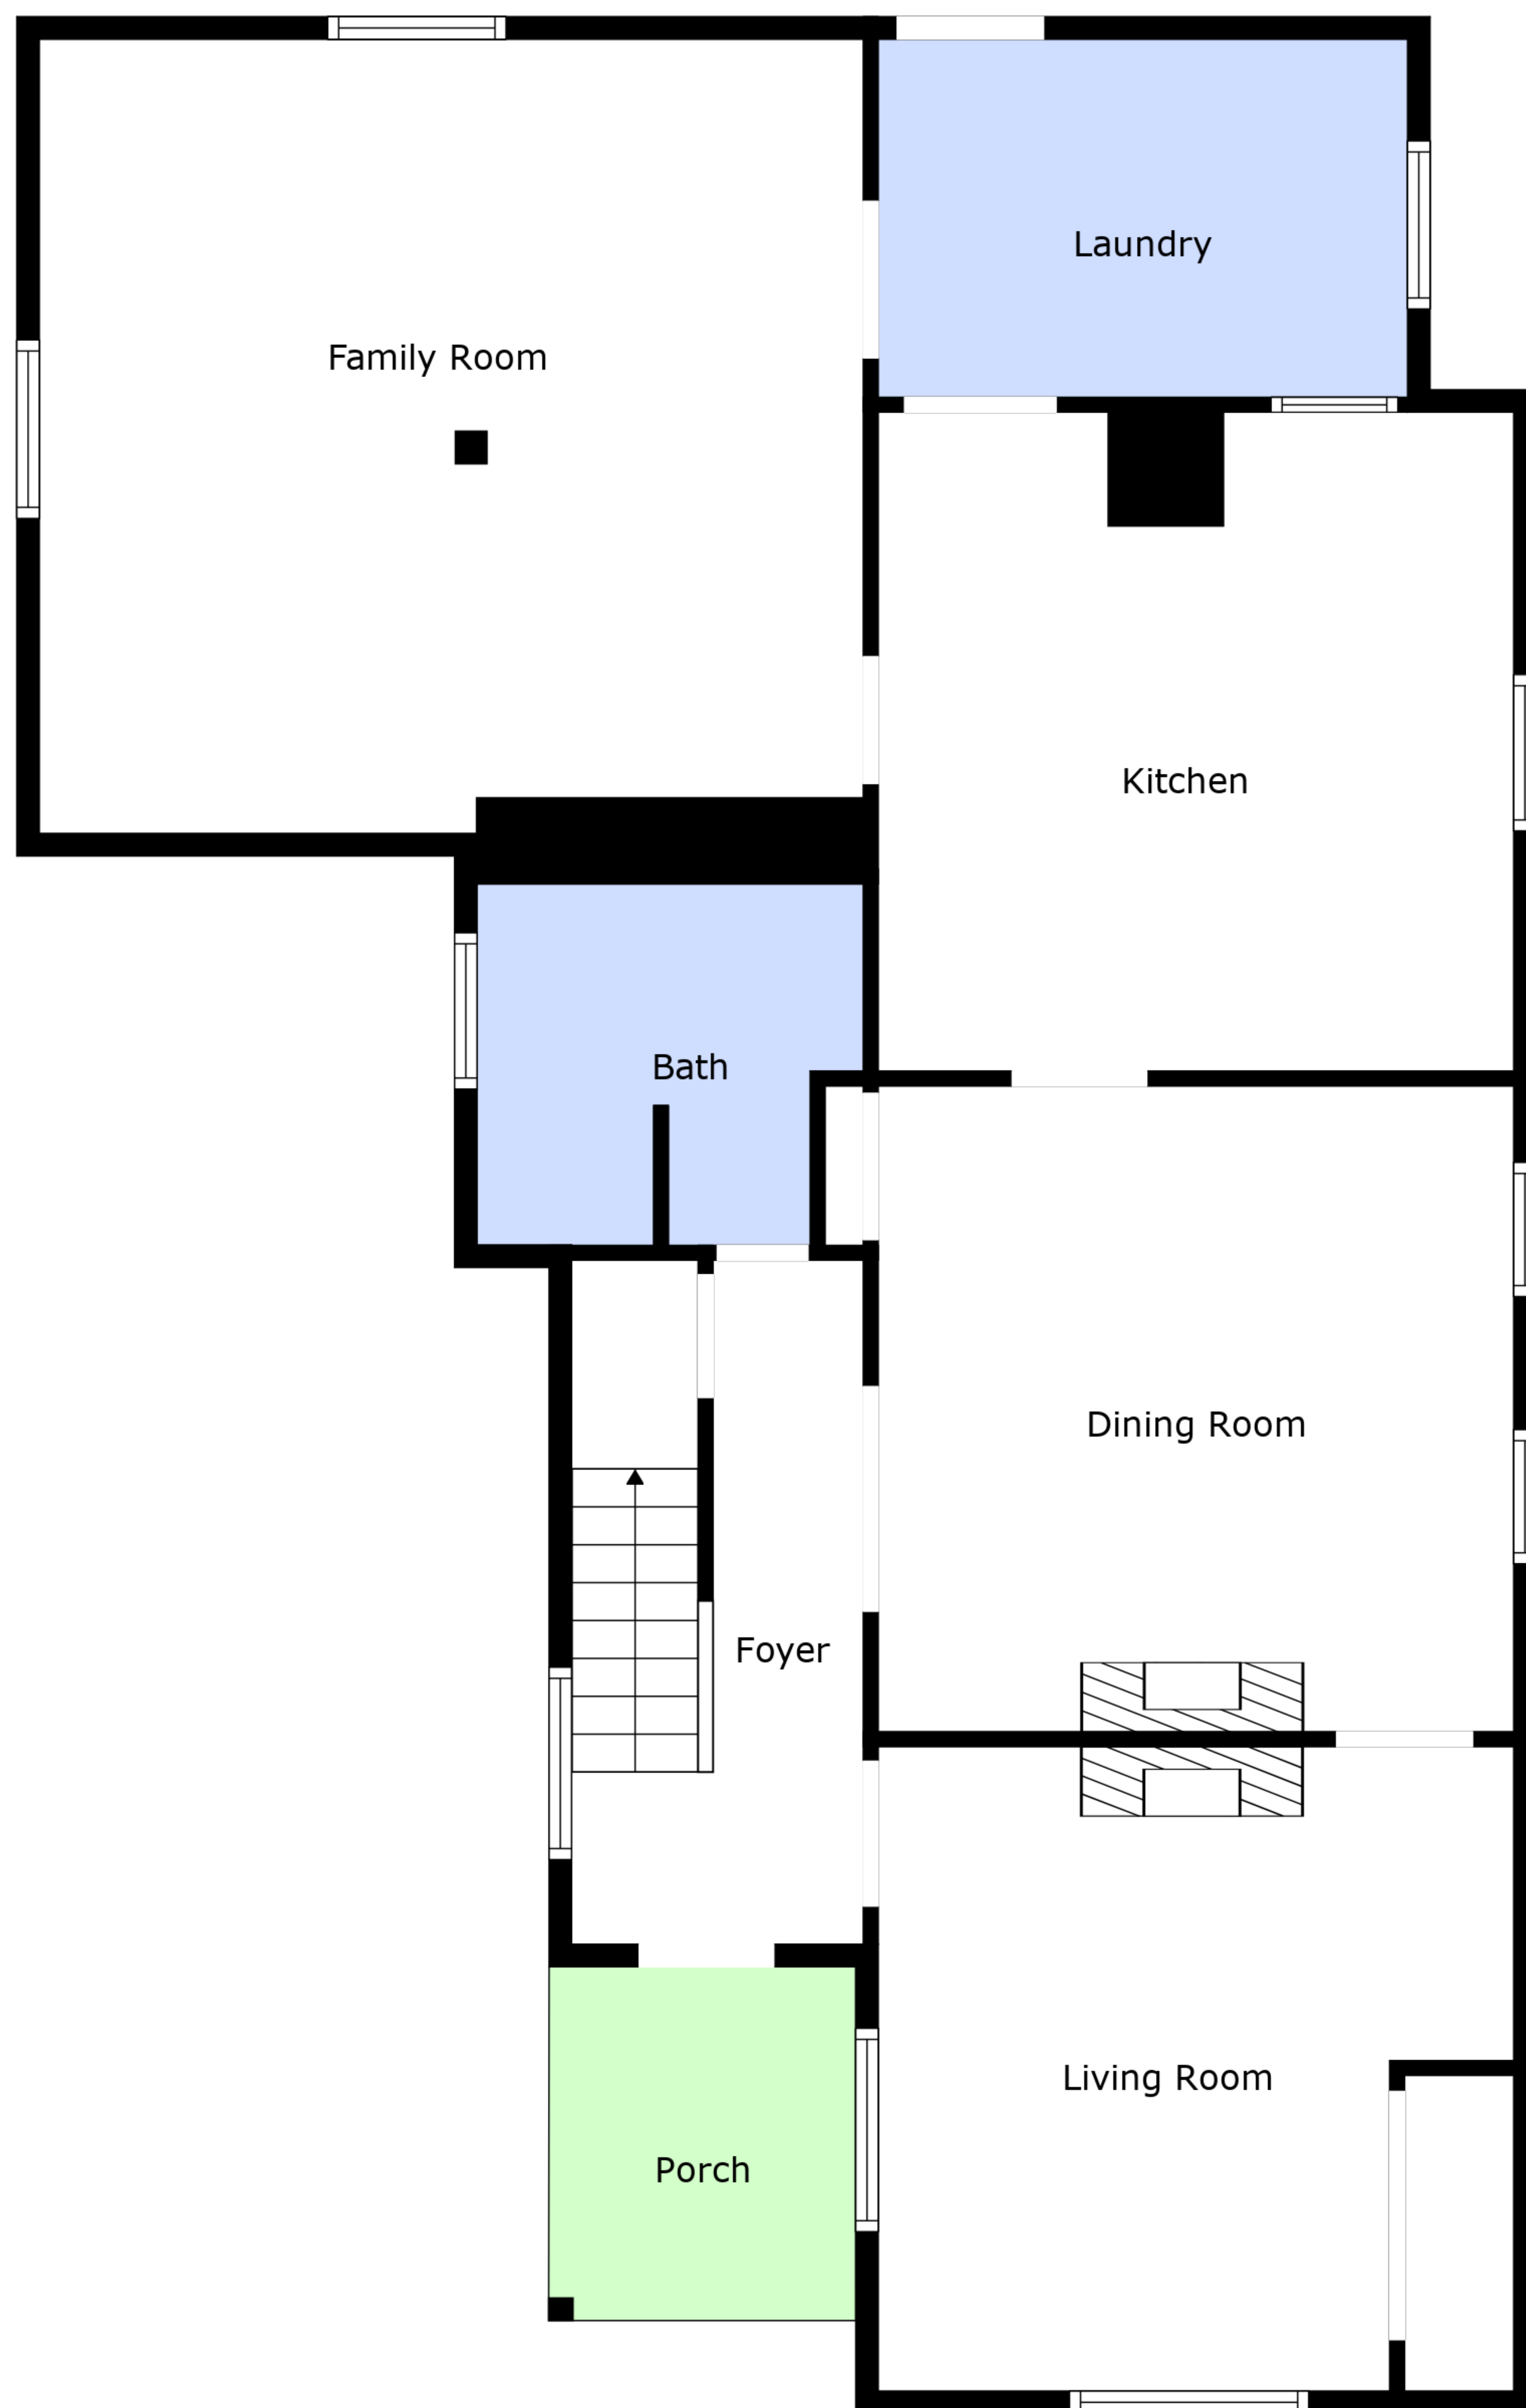 Laundry
Family Room
Kitchen
Bath
Dining Room
Foyer
Living Room
Porch